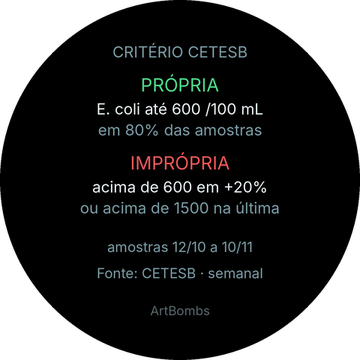 CRITÉRIO CETESB
PRÓPRIA
E. coli até 600 /100 mL
em 80% das amostras
IMPRÓPRIA
acima de 600 em +20%
ou acima de 1500 na última
amostras 12/10 a 10/11
Fonte: CETESB · semanal
ArtBombs